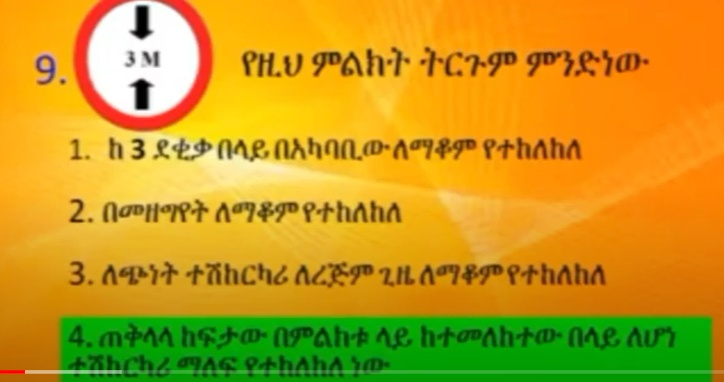 3 M
9. የዚህ ምልክት ትርጉም ምንድነው
1. ከ 3 ደቂቃ በላይ በአካባቢው ለማቆም የተከለከለ
2. በመዘግየት ለማቆም የተከለከለ
3. ለጭነት ተሽከርካሪ ለረጅም ጊዜ ለማቆም የተከለከለ
4. ጠቅላላ ከፍታው በምልክቱ ላይ ከተመለከተው በላይ ለሆነ
ተሽከርካሪ ማለፍ የተከለከለ ነው